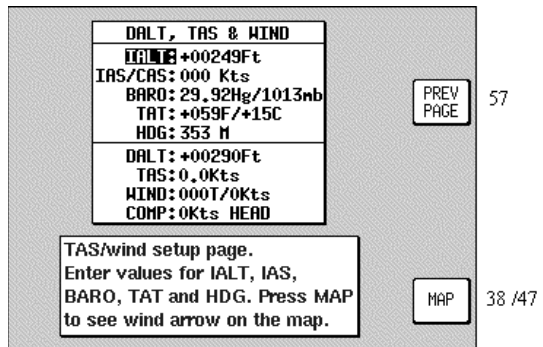 DALT, TAS & WIND
IALT: +00249Ft
IAS/CAS: 000 Kts
BARO: 29.92Hg/1013mb
TAT: +059F/+15C
HDG: 353 M
DALT: +00290Ft
TAS: 0.0Kts
WIND: 000T/0Kts
COMP: 0Kts HEAD
PREV
PAGE
57
TAS/wind setup page.
Enter values for IALT, IAS,
BARO, TAT and HDG. Press MAP
to see wind arrow on the map.
MAP
38 /47